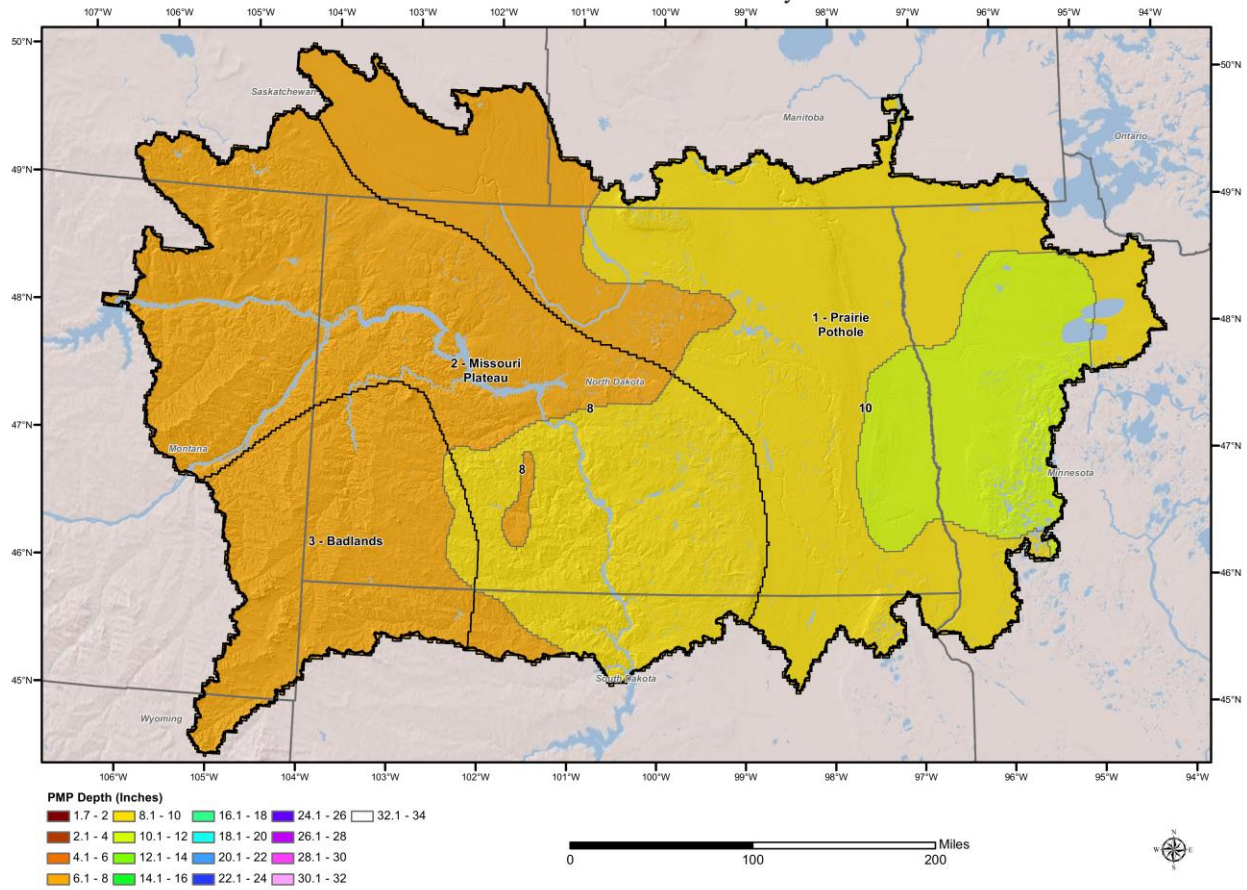 107°W 106°W 105°W 104°W 103°W 102°W 101°W 100°W 99°W 98°W 97°W 96°W 95°W 94°W
50°N 50°N
Saskatchewan
Manitoba
Ontario
49°N 49°N
48°N 48°N
1 - Prairie
Pothole
2 - Missouri
Plateau
North Dakota
8
10
47°N 47°N
Montana
8
Minnesota
3 - Badlands
46°N 46°N
South Dakota
45°N 45°N
Wyoming
106°W 105°W 104°W 103°W 102°W 101°W 100°W 99°W 98°W 97°W 96°W 95°W 94°W
PMP Depth (Inches)
1.7 - 2 8.1 - 10 16.1 - 18 24.1 - 26 32.1 - 34
2.1 - 4 10.1 - 12 18.1 - 20 26.1 - 28
4.1 - 6 12.1 - 14 20.1 - 22 28.1 - 30
6.1 - 8 14.1 - 16 22.1 - 24 30.1 - 32
Miles
0 100 200
N
W E
S